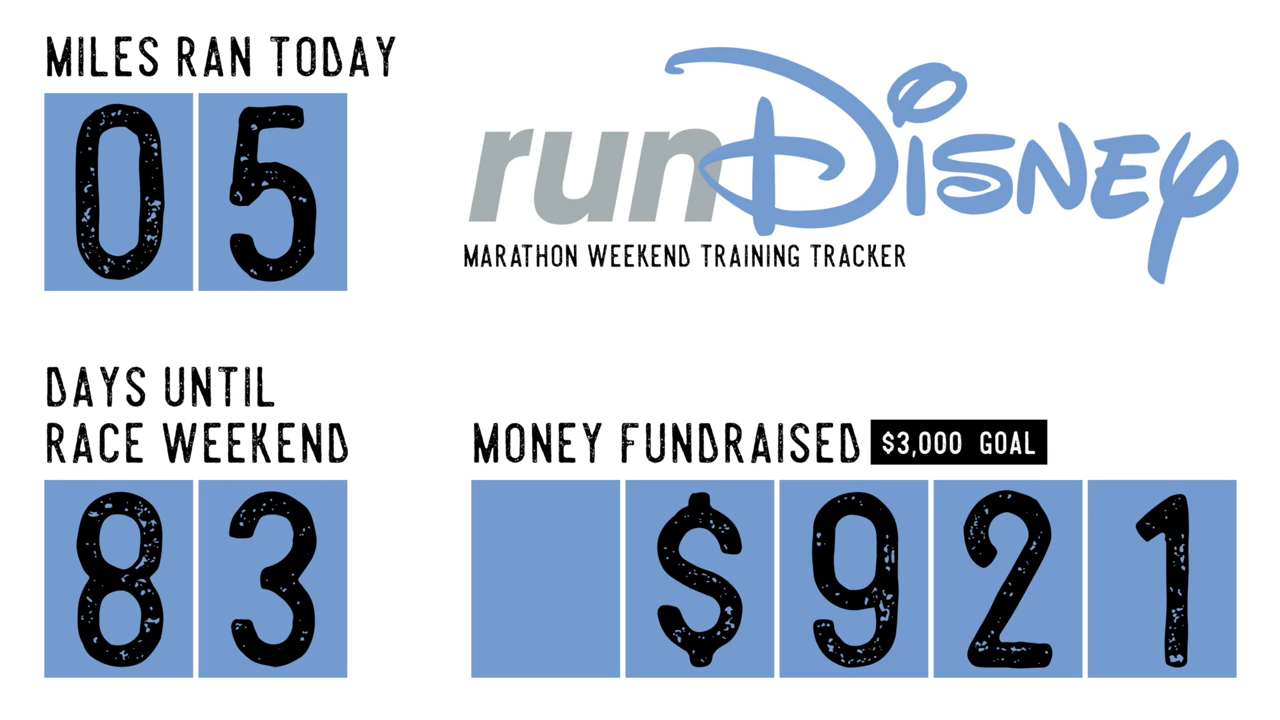 MILES RAN TODAY
05
runDisney
MARATHON WEEKEND TRAINING TRACKER
DAYS UNTIL
RACE WEEKEND
83
MONEY FUNDRAISED $3,000 GOAL
$921